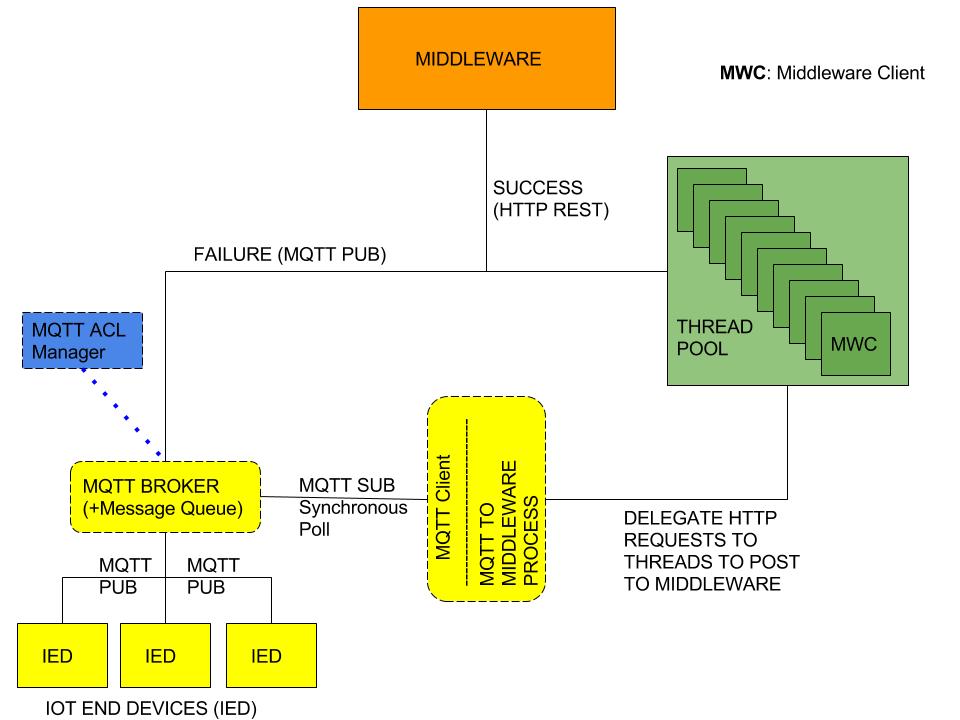 MIDDLEWARE
MWC: Middleware Client
SUCCESS
(HTTP REST)
FAILURE (MQTT PUB)
THREAD
POOL
MWC
MQTT ACL
Manager
MQTT BROKER
(+Message Queue)
MQTT SUB
Synchronous
Poll
MQTT Client
MQTT TO
MIDDLEWARE
PROCESS
DELEGATE HTTP
REQUESTS TO
THREADS TO POST
TO MIDDLEWARE
MQTT
PUB
MQTT
PUB
IED
IED
IED
IOT END DEVICES (IED)